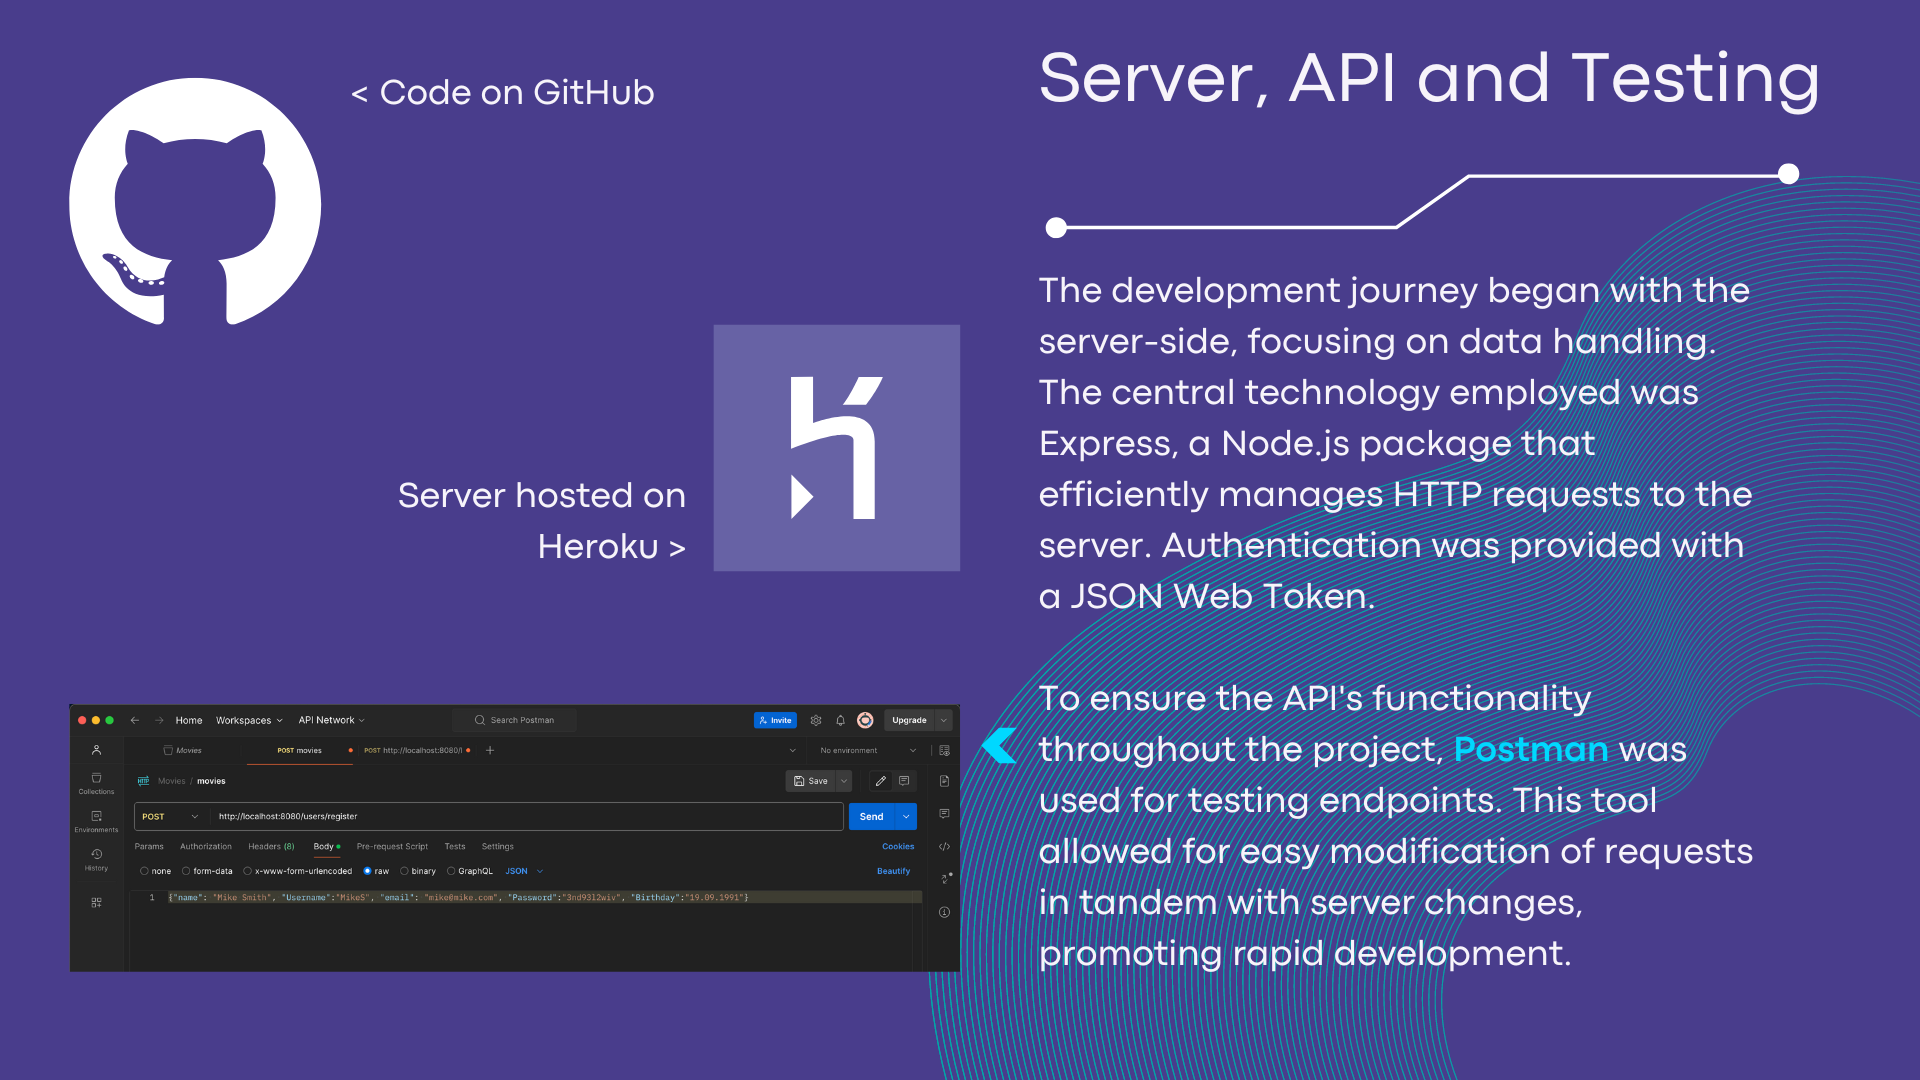 < Code on GitHub
Server hosted on
Heroku >
Server, API and Testing
The development journey began with the
server-side, focusing on data handling.
The central technology employed was
Express, a Node.js package that
efficiently manages HTTP requests to the
server. Authentication was provided with
a JSON Web Token.
To ensure the API's functionality
throughout the project, Postman was
used for testing endpoints. This tool
allowed for easy modification of requests
in tandem with server changes,
promoting rapid development.
Home Workspaces API Network Search Postman Invite Upgrade
Movies POST movies POST http://localhost:8080/l No environment
Collections
Environments
History
HTTP Movies / movies Save
POST http://localhost:8080/users/register Send
Params Authorization Headers (8) Body Pre-request Script Tests Settings Cookies
none form-data x-www-form-urlencoded raw binary GraphQL JSON Beautify
1 {"name": "Mike Smith", "Username":"MikeS", "email": "mike@mike.com", "Password":"3nd93l2wiv", "Birthday":"19.09.1991"}